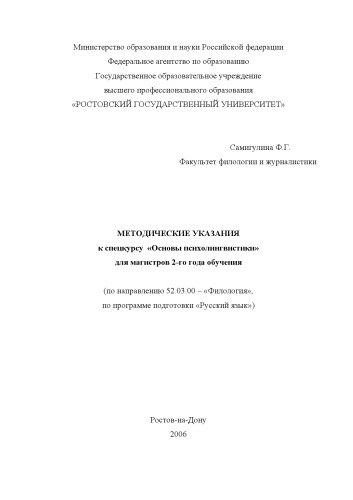 Министерство образования и науки Российской федерации
Федеральное агентство по образованию
Государственное образовательное учреждение
высшего профессионального образования
«РОСТОВСКИЙ ГОСУДАРСТВЕННЫЙ УНИВЕРСИТЕТ»
Самигулина Ф.Г.
Факультет филологии и журналистики
МЕТОДИЧЕСКИЕ УКАЗАНИЯ
к спецкурсу «Основы психолингвистики»
для магистров 2-го года обучения
(по направлению 52.03.00 – «Филология»,
по программе подготовки «Русский язык»)
Ростов-на-Дону
2006